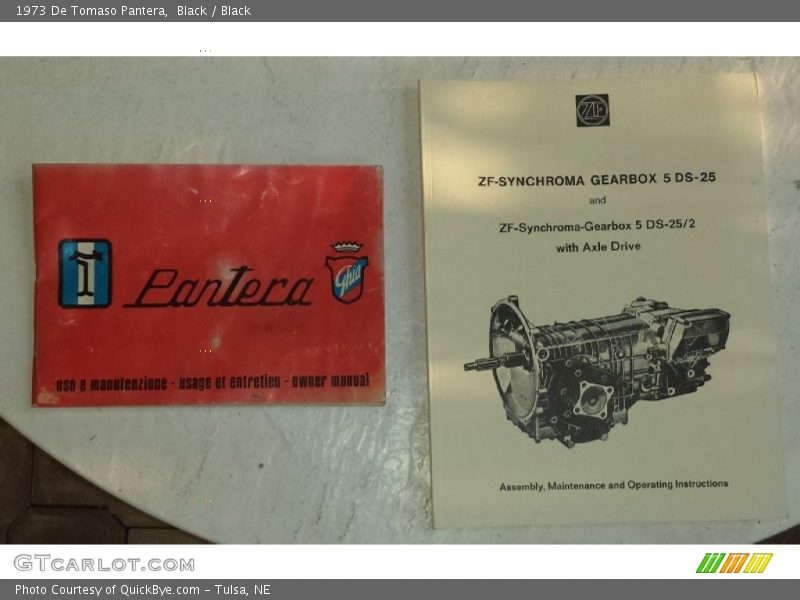 1973 De Tomaso Pantera, Black / Black
Pantera
Ghia
uso e manutenzione - usage et entretien - owner manual
ZF
ZF-SYNCHROMA GEARBOX 5 DS-25
and
ZF-Synchroma-Gearbox 5 DS-25/2
with Axle Drive
Assembly, Maintenance and Operating Instructions
GTCARLOT.COM
Photo Courtesy of QuickBye.com - Tulsa, NE